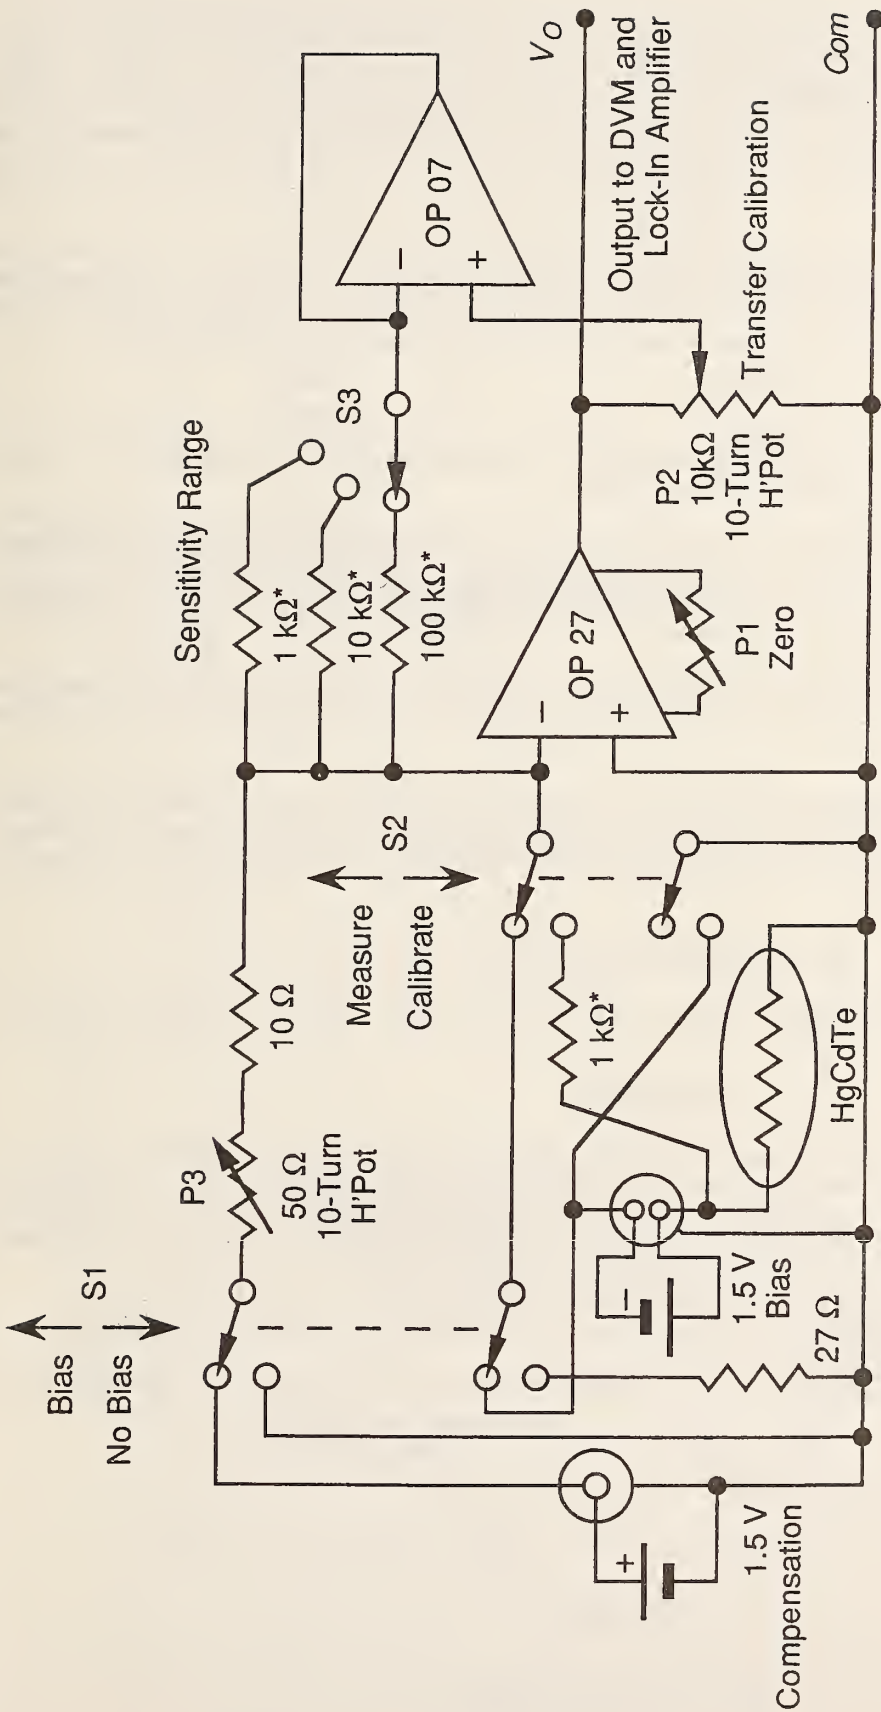 Bias
No Bias
S1
P3
50 Ω
10-Turn
H'Pot
10 Ω
Measure
Calibrate
S2
Sensitivity Range
1 kΩ*
10 kΩ*
100 kΩ*
S3
−
+
OP 07
−
+
OP 27
P1
Zero
P2
10kΩ
10-Turn
H'Pot
Transfer Calibration
Output to DVM and
Lock-In Amplifier
V_O
Com
1 kΩ*
HgCdTe
−
1.5 V
Bias
27 Ω
+
1.5 V
Compensation